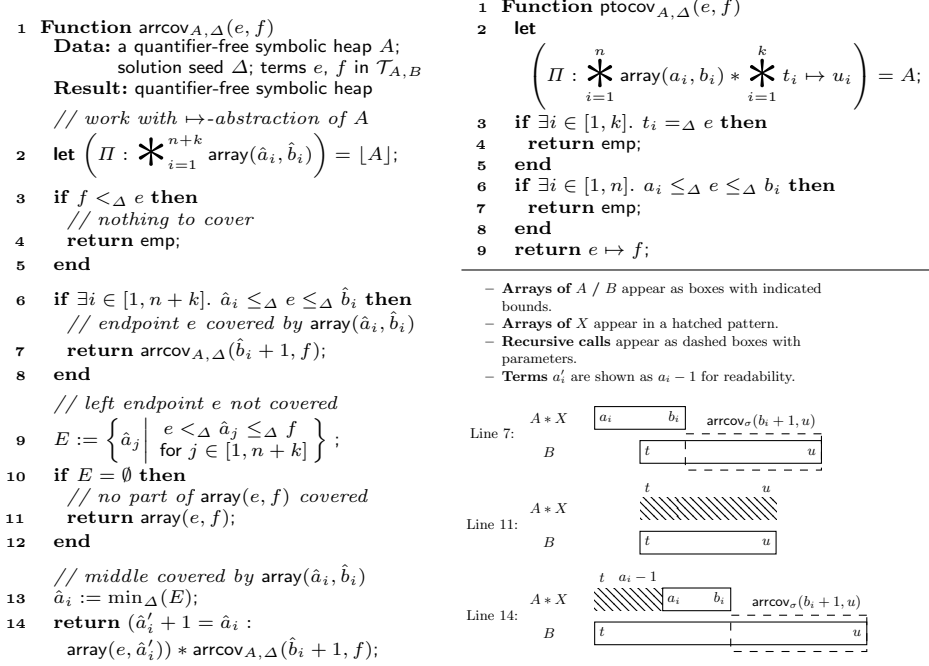 1 Function arrcov_{A,Δ}(e, f)
Data: a quantifier-free symbolic heap A;
solution seed Δ; terms e, f in 𝒯_{A,B}
Result: quantifier-free symbolic heap
// work with ↦-abstraction of A
2 let (Π : ✱_{i=1}^{n+k} array(â_i, b̂_i)) = ⌊A⌋;
3 if f <_Δ e then
// nothing to cover
4 return emp;
5 end
6 if ∃i ∈ [1, n + k]. â_i ≤_Δ e ≤_Δ b̂_i then
// endpoint e covered by array(â_i, b̂_i)
7 return arrcov_{A,Δ}(b̂_i + 1, f);
8 end
// left endpoint e not covered
9 E := { â_j | e <_Δ â_j ≤_Δ f for j ∈ [1, n + k] } ;
10 if E = ∅ then
// no part of array(e, f) covered
11 return array(e, f);
12 end
// middle covered by array(â_i, b̂_i)
13 â_i := min_Δ(E);
14 return (â′_i + 1 = â_i :
array(e, â′_i)) * arrcov_{A,Δ}(b̂_i + 1, f);
1 Function ptocov_{A,Δ}(e, f)
2 let
(Π : ✱_{i=1}^{n} array(a_i, b_i) * ✱_{i=1}^{k} t_i ↦ u_i) = A;
3 if ∃i ∈ [1, k]. t_i =_Δ e then
4 return emp;
5 end
6 if ∃i ∈ [1, n]. a_i ≤_Δ e ≤_Δ b_i then
7 return emp;
8 end
9 return e ↦ f;
– Arrays of A / B appear as boxes with indicated
bounds.
– Arrays of X appear in a hatched pattern.
– Recursive calls appear as dashed boxes with
parameters.
– Terms a′_i are shown as a_i − 1 for readability.
Line 7:
A * X a_i b_i arrcov_σ(b_i + 1, u)
B t u
t u
Line 11:
A * X
B t u
t a_i − 1
Line 14:
A * X a_i b_i arrcov_σ(b_i + 1, u)
B t u